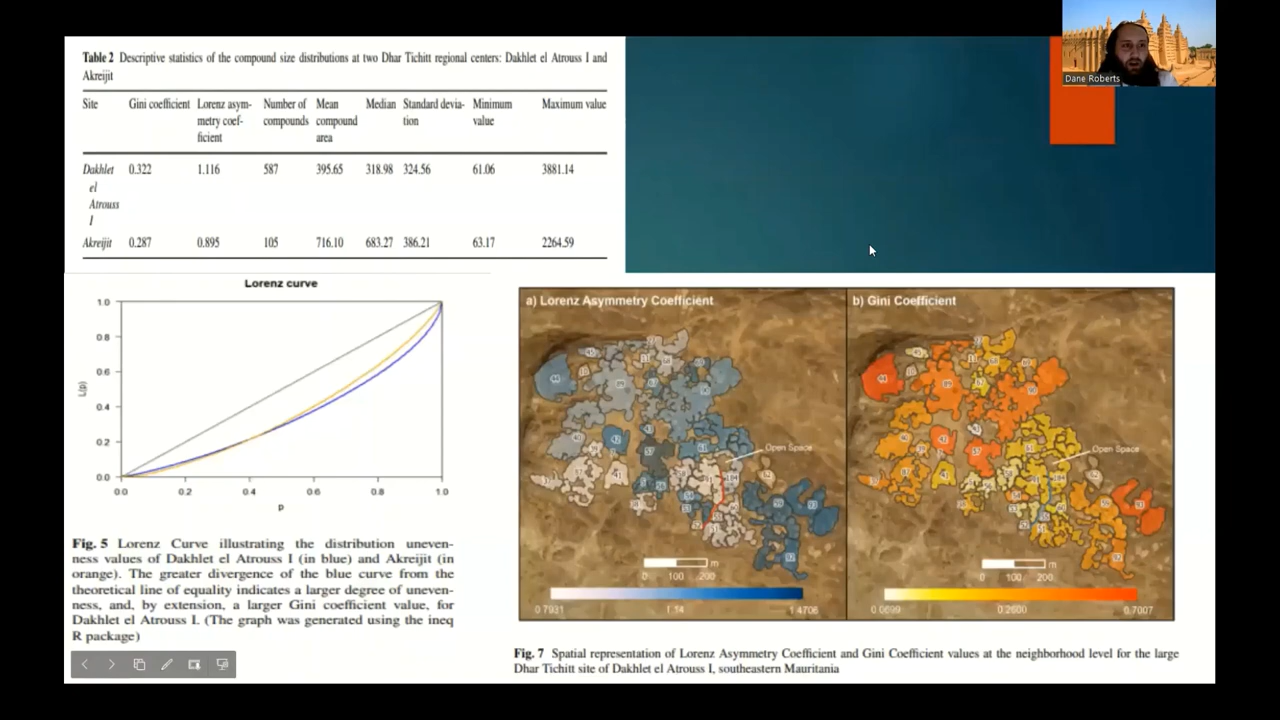 Dane Roberts
Table 2 Descriptive statistics of the compound size distributions at two Dhar Tichitt regional centers: Dakhlet el Atrouss I and
Akreijit
Site Gini coefficient Lorenz asym- Number of Mean Median Standard devia- Minimum Maximum value
metry coef- compounds compound tion value
ficient area
Dakhlet 0.322 1.116 587 395.65 318.98 324.56 61.06 3881.14
el
Atrouss
I
Akreijit 0.287 0.895 105 716.10 683.27 386.21 63.17 2264.59
Lorenz curve
1.0
0.8
0.6
0.4
0.2
0.0
L(p)
0.0 0.2 0.4 0.6 0.8 1.0
p
Fig. 5 Lorenz Curve illustrating the distribution uneven-
ness values of Dakhlet el Atrouss I (in blue) and Akreijit (in
orange). The greater divergence of the blue curve from the
theoretical line of equality indicates a larger degree of uneven-
ness, and, by extension, a larger Gini coefficient value, for
Dakhlet el Atrouss I. (The graph was generated using the ineq
R package)
a) Lorenz Asymmetry Coefficient
Open Space
m
0 100 200
0.7931 1.14 1.4706
b) Gini Coefficient
Open Space
m
0 100 200
0.0699 0.2600 0.7007
Fig. 7 Spatial representation of Lorenz Asymmetry Coefficient and Gini Coefficient values at the neighborhood level for the large
Dhar Tichitt site of Dakhlet el Atrouss I, southeastern Mauritania